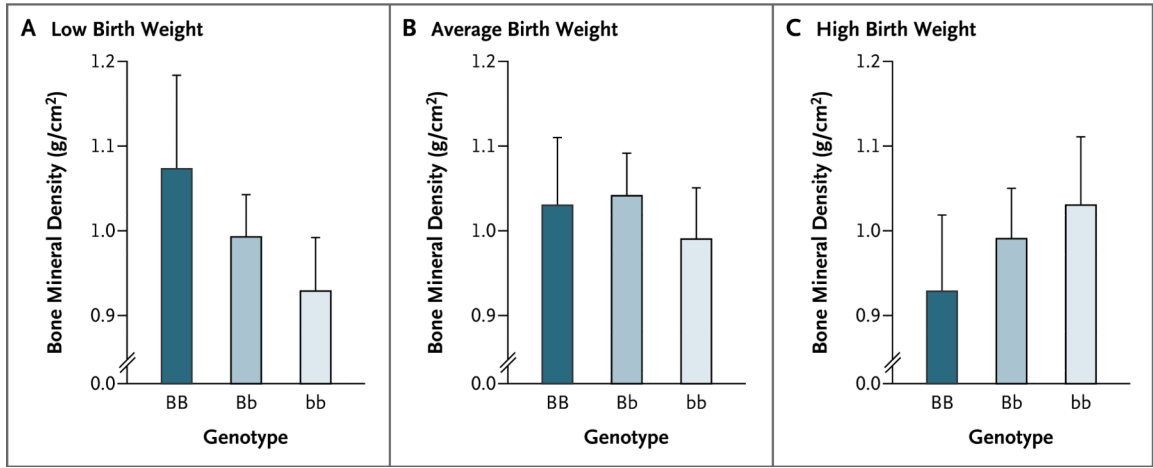 A Low Birth Weight
Bone Mineral Density (g/cm²)
1.2
1.1
1.0
0.9
0.0
BB Bb bb
Genotype
B Average Birth Weight
Bone Mineral Density (g/cm²)
1.2
1.1
1.0
0.9
0.0
BB Bb bb
Genotype
C High Birth Weight
Bone Mineral Density (g/cm²)
1.2
1.1
1.0
0.9
0.0
BB Bb bb
Genotype